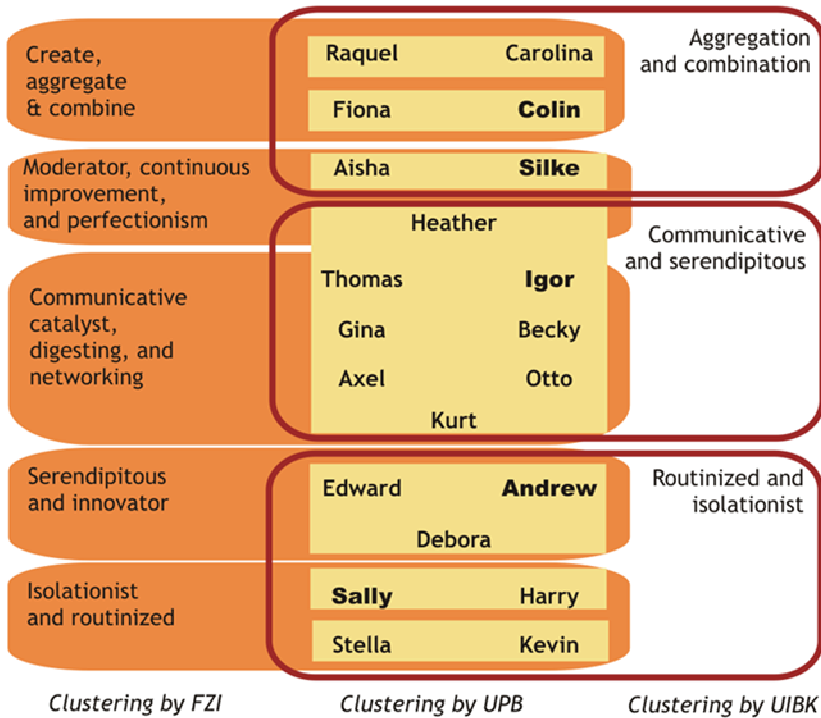 Create,
aggregate
& combine
Raquel Carolina
Fiona Colin
Aggregation
and combination
Moderator, continuous
improvement,
and perfectionism
Aisha Silke
Heather
Communicative
and serendipitous
Communicative
catalyst,
digesting, and
networking
Thomas Igor
Gina Becky
Axel Otto
Kurt
Serendipitous
and innovator
Edward Andrew
Debora
Routinized and
isolationist
Isolationist
and routinized
Sally Harry
Stella Kevin
Clustering by FZI Clustering by UPB Clustering by UIBK